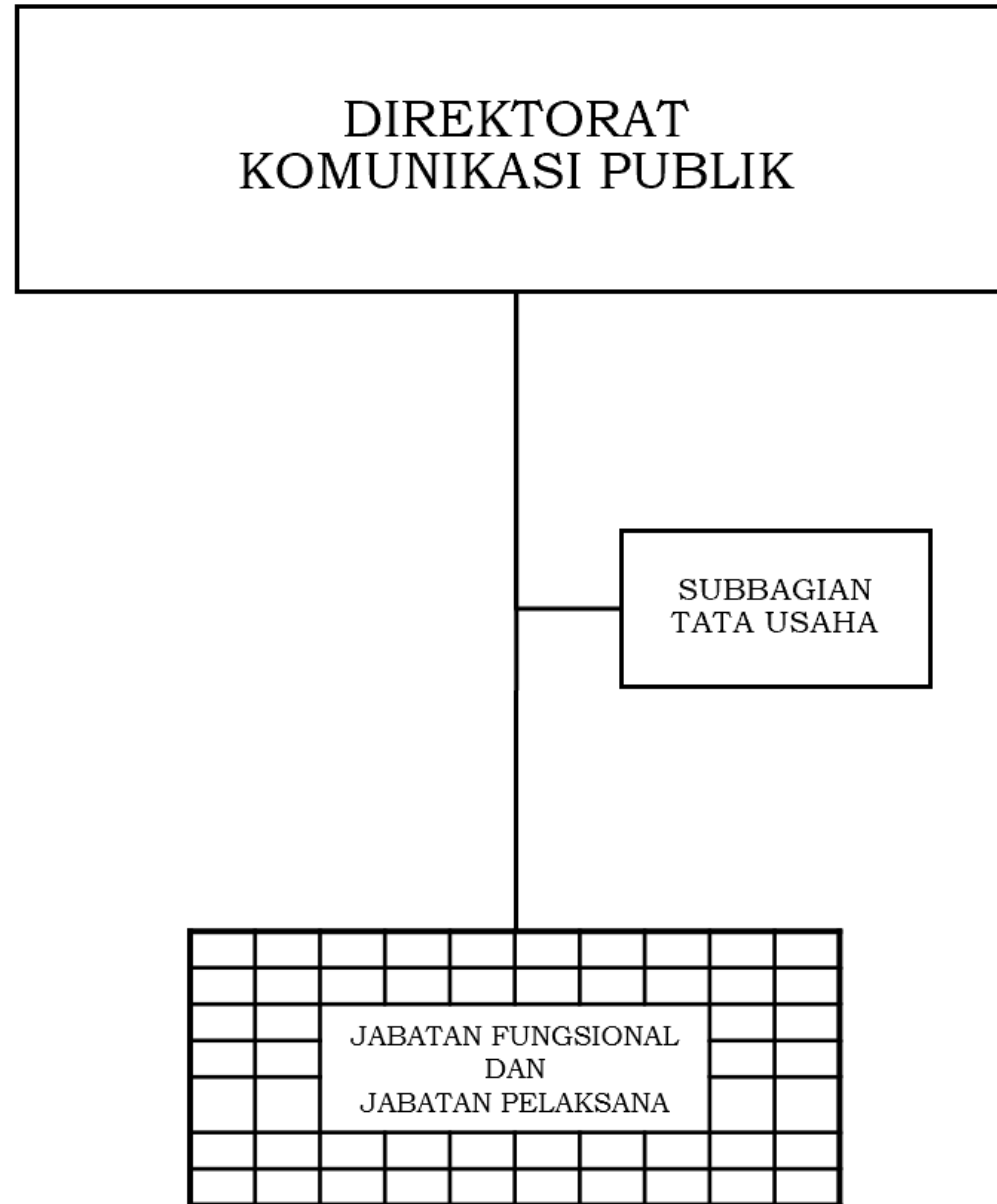 DIREKTORAT
KOMUNIKASI PUBLIK
SUBBAGIAN
TATA USAHA
JABATAN FUNGSIONAL
DAN
JABATAN PELAKSANA